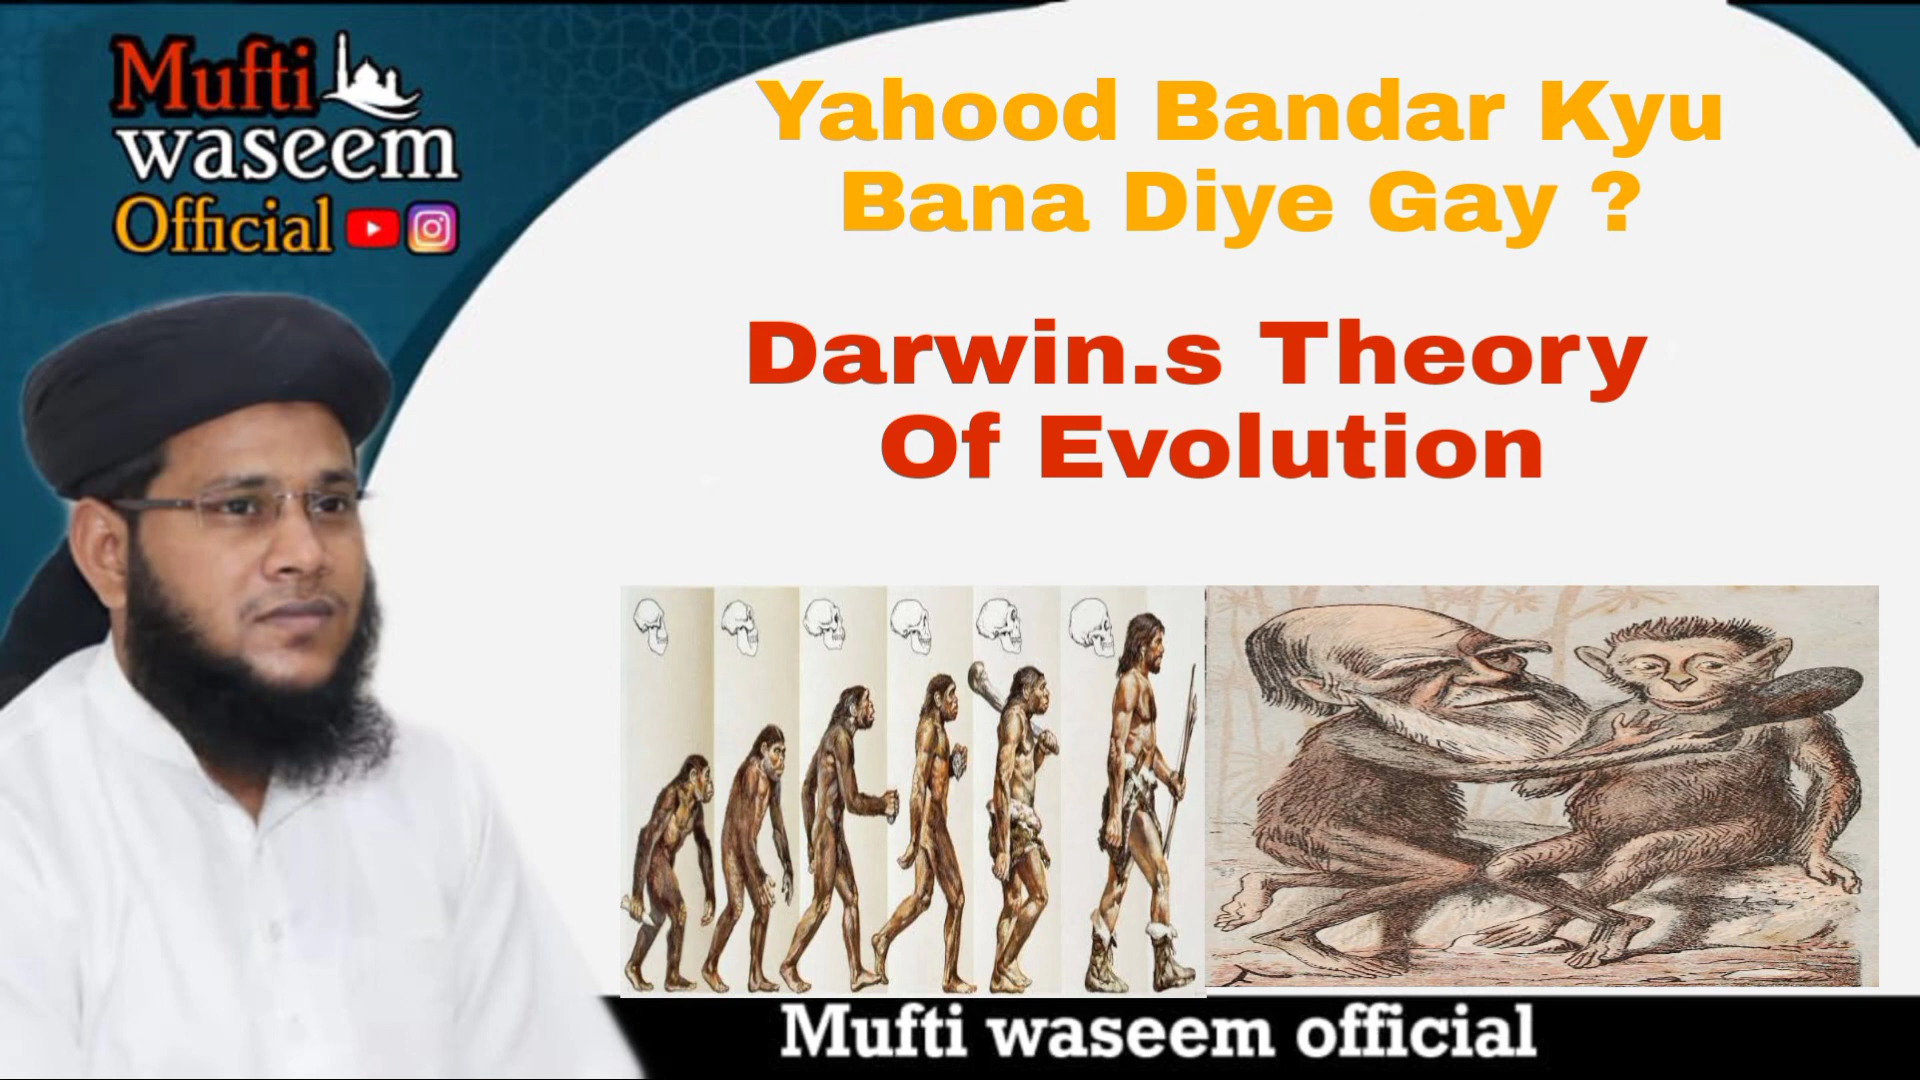 Mufti
waseem
Official
Yahood Bandar Kyu
Bana Diye Gay ?
Darwin.s Theory
Of Evolution
Mufti waseem official